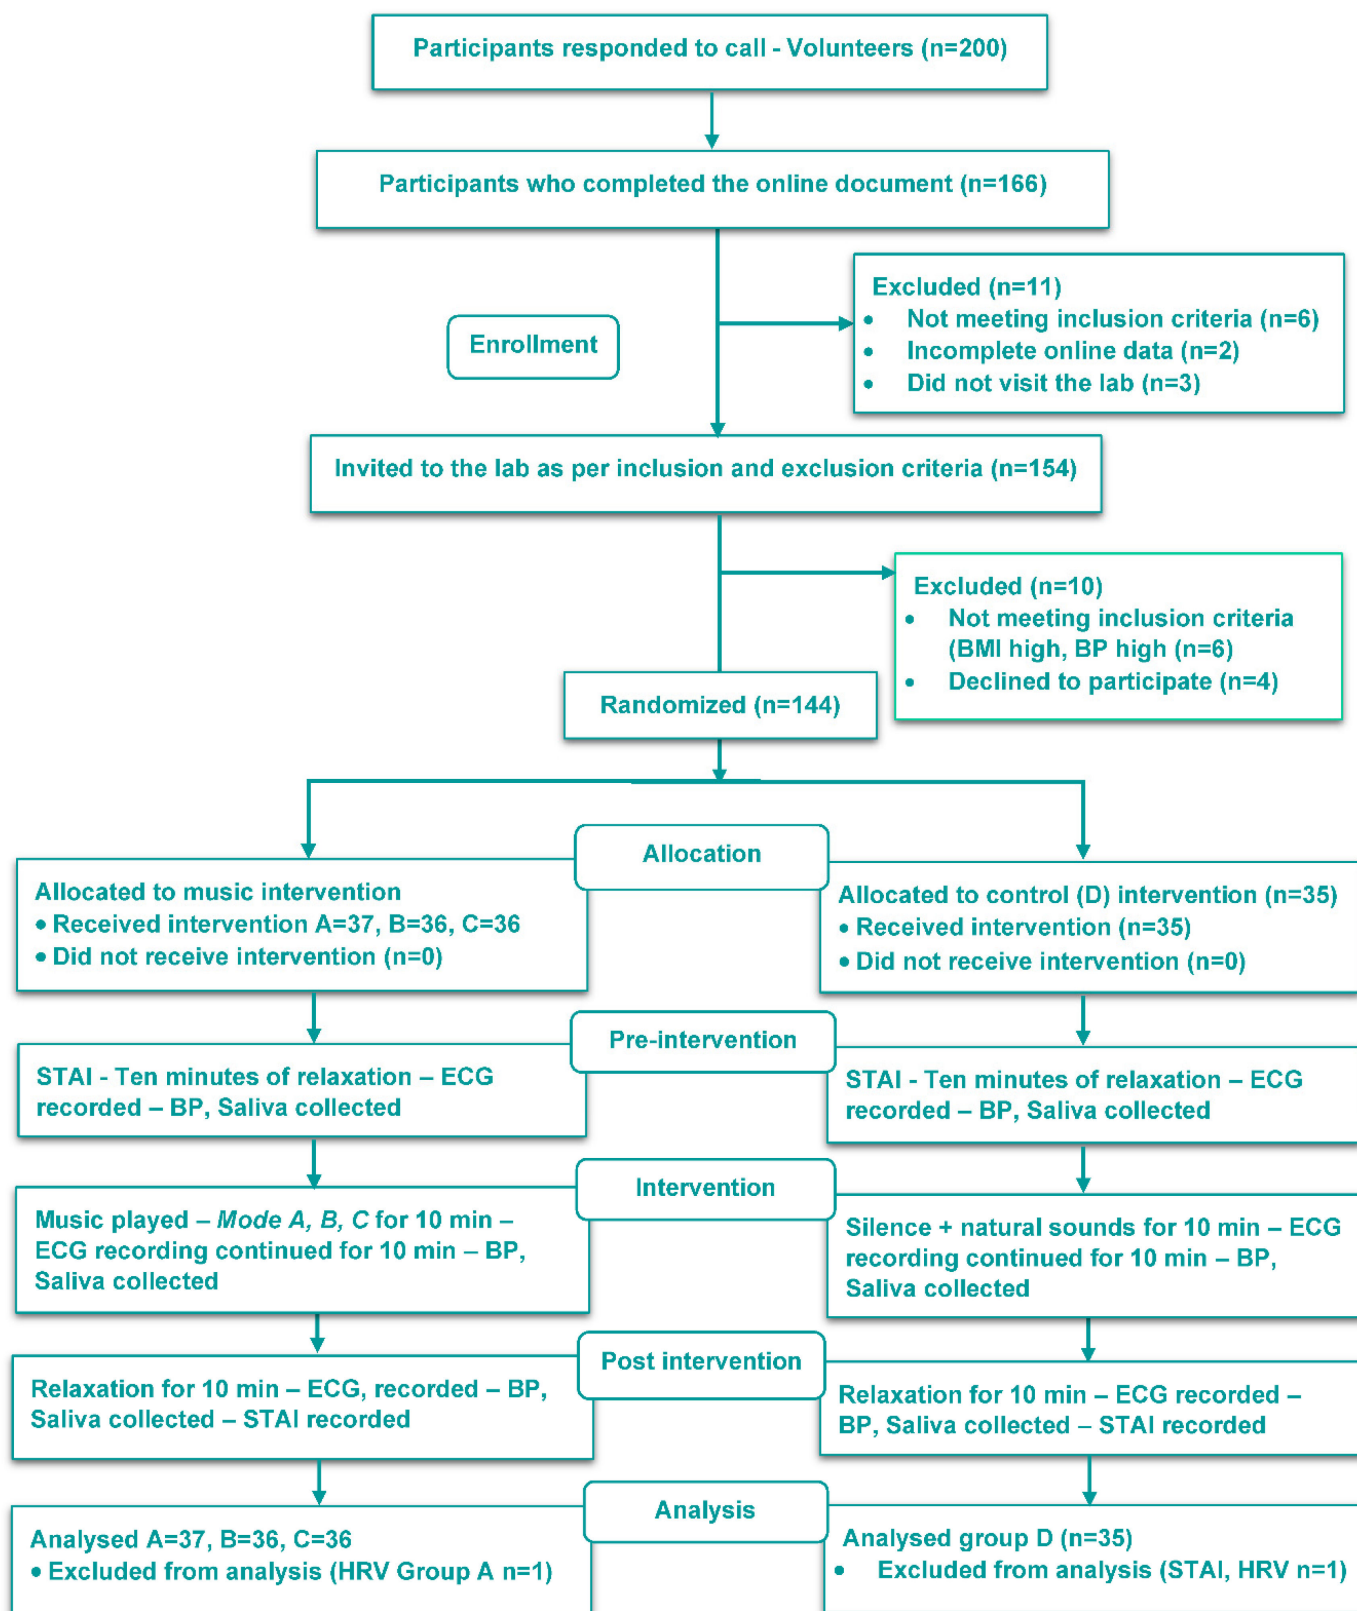 Participants responded to call - Volunteers (n=200)
Participants who completed the online document (n=166)
Excluded (n=11)
• Not meeting inclusion criteria (n=6)
• Incomplete online data (n=2)
• Did not visit the lab (n=3)
Enrollment
Invited to the lab as per inclusion and exclusion criteria (n=154)
Excluded (n=10)
• Not meeting inclusion criteria
(BMI high, BP high (n=6)
• Declined to participate (n=4)
Randomized (n=144)
Allocation
Allocated to music intervention
• Received intervention A=37, B=36, C=36
• Did not receive intervention (n=0)
Allocated to control (D) intervention (n=35)
• Received intervention (n=35)
• Did not receive intervention (n=0)
Pre-intervention
STAI - Ten minutes of relaxation – ECG
recorded – BP, Saliva collected
STAI - Ten minutes of relaxation – ECG
recorded – BP, Saliva collected
Intervention
Music played – Mode A, B, C for 10 min –
ECG recording continued for 10 min – BP,
Saliva collected
Silence + natural sounds for 10 min – ECG
recording continued for 10 min – BP,
Saliva collected
Post intervention
Relaxation for 10 min – ECG, recorded – BP,
Saliva collected – STAI recorded
Relaxation for 10 min – ECG recorded –
BP, Saliva collected – STAI recorded
Analysis
Analysed A=37, B=36, C=36
• Excluded from analysis (HRV Group A n=1)
Analysed group D (n=35)
• Excluded from analysis (STAI, HRV n=1)